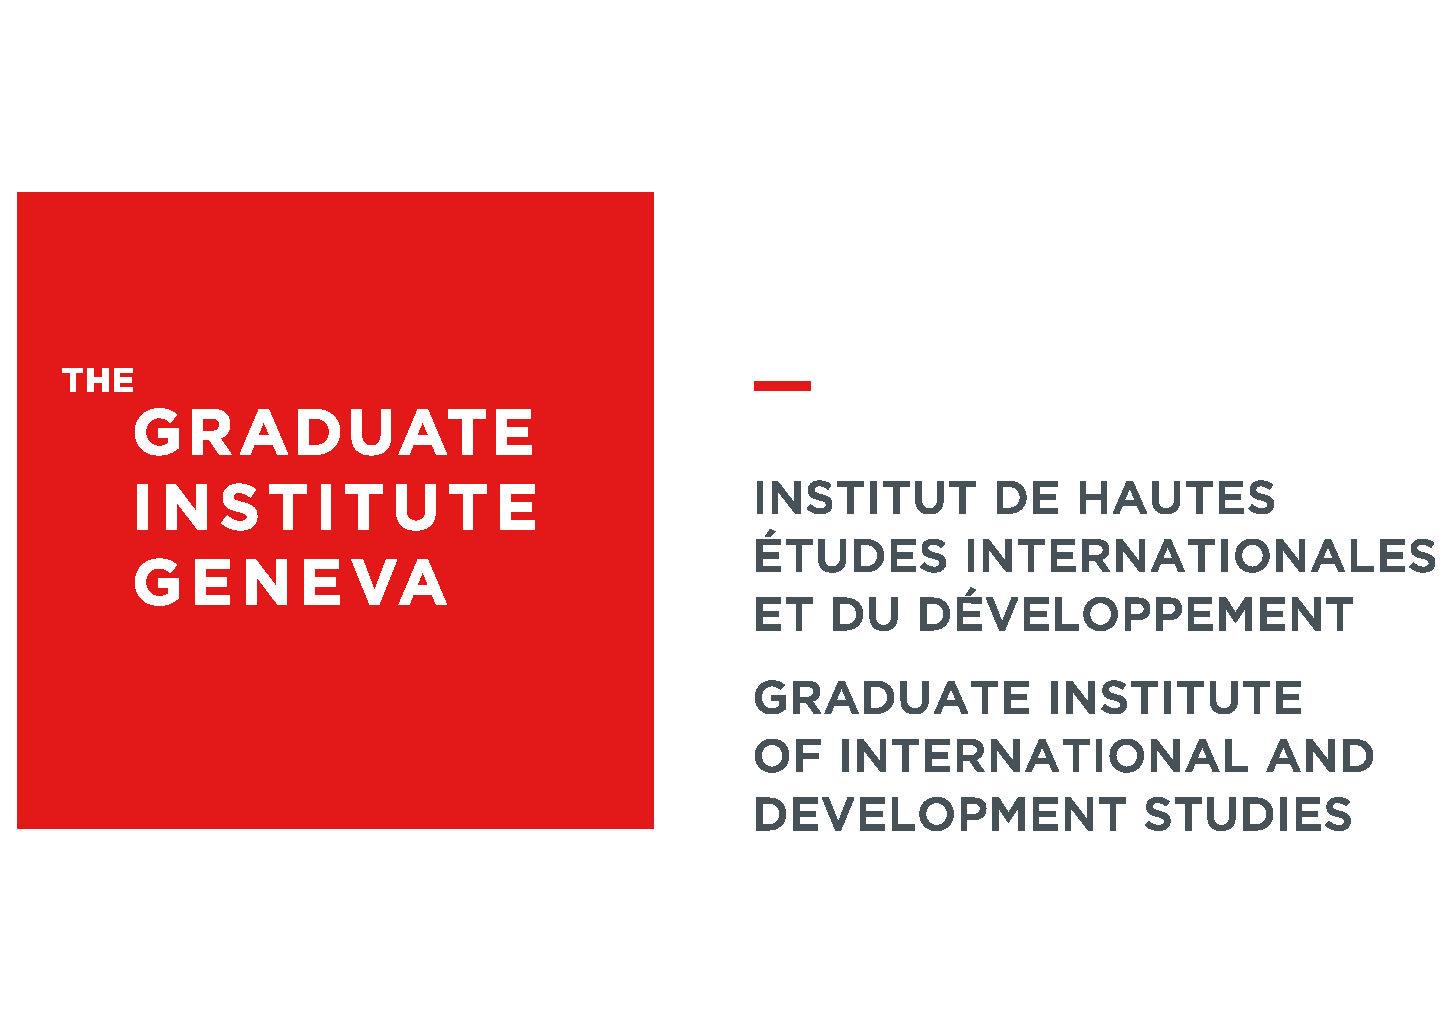 THE
GRADUATE
INSTITUTE
GENEVA
INSTITUT DE HAUTES
ÉTUDES INTERNATIONALES
ET DU DÉVELOPPEMENT
GRADUATE INSTITUTE
OF INTERNATIONAL AND
DEVELOPMENT STUDIES